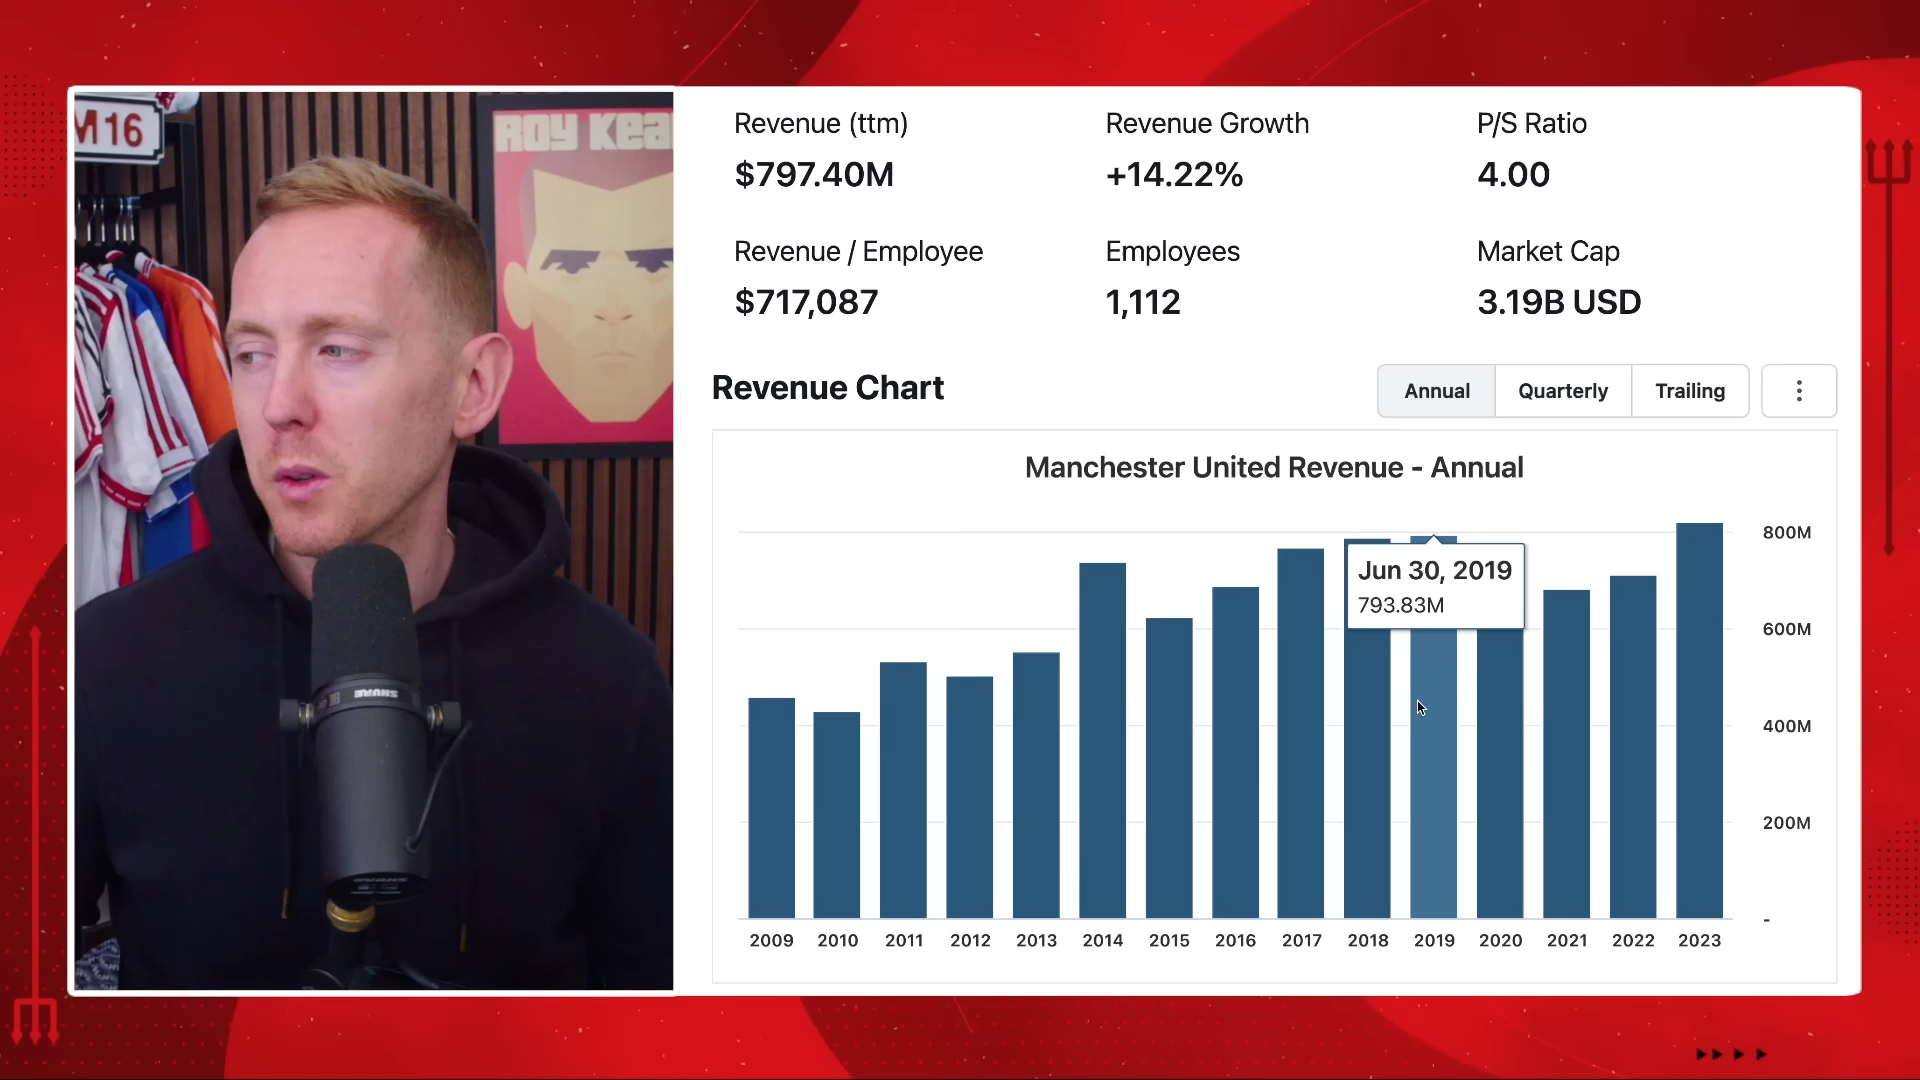 M16
ROY KEA
SHURE
Revenue (ttm)
$797.40M
Revenue Growth
+14.22%
P/S Ratio
4.00
Revenue / Employee
$717,087
Employees
1,112
Market Cap
3.19B USD
Revenue Chart
Annual
Quarterly
Trailing
Manchester United Revenue - Annual
800M
Jun 30, 2019
793.83M
600M
400M
200M
-
2009 2010 2011 2012 2013 2014 2015 2016 2017 2018 2019 2020 2021 2022 2023